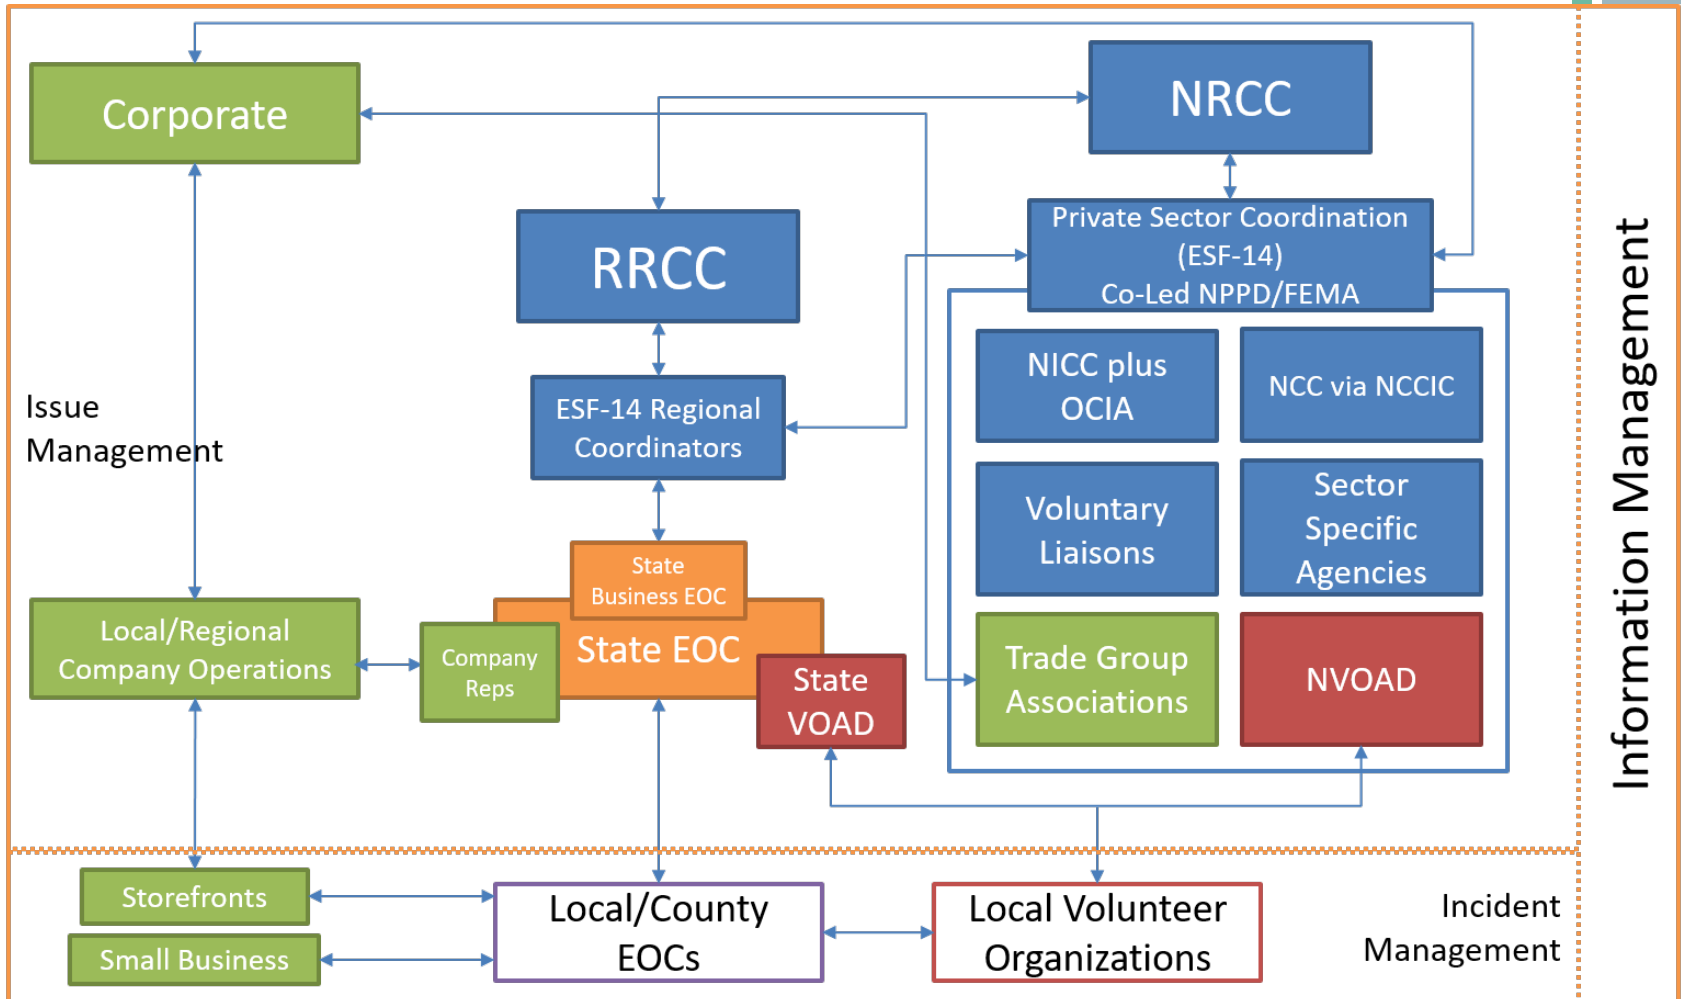 Corporate
NRCC
Private Sector Coordination
(ESF-14)
Co-Led NPPD/FEMA
RRCC
NICC plus
OCIA
NCC via NCCIC
ESF-14 Regional
Coordinators
Issue
Management
Voluntary
Liaisons
Sector
Specific
Agencies
State
Business EOC
State EOC
Local/Regional
Company Operations
Company
Reps
State
VOAD
Trade Group
Associations
NVOAD
Information Management
Storefronts
Small Business
Local/County
EOCs
Local Volunteer
Organizations
Incident
Management